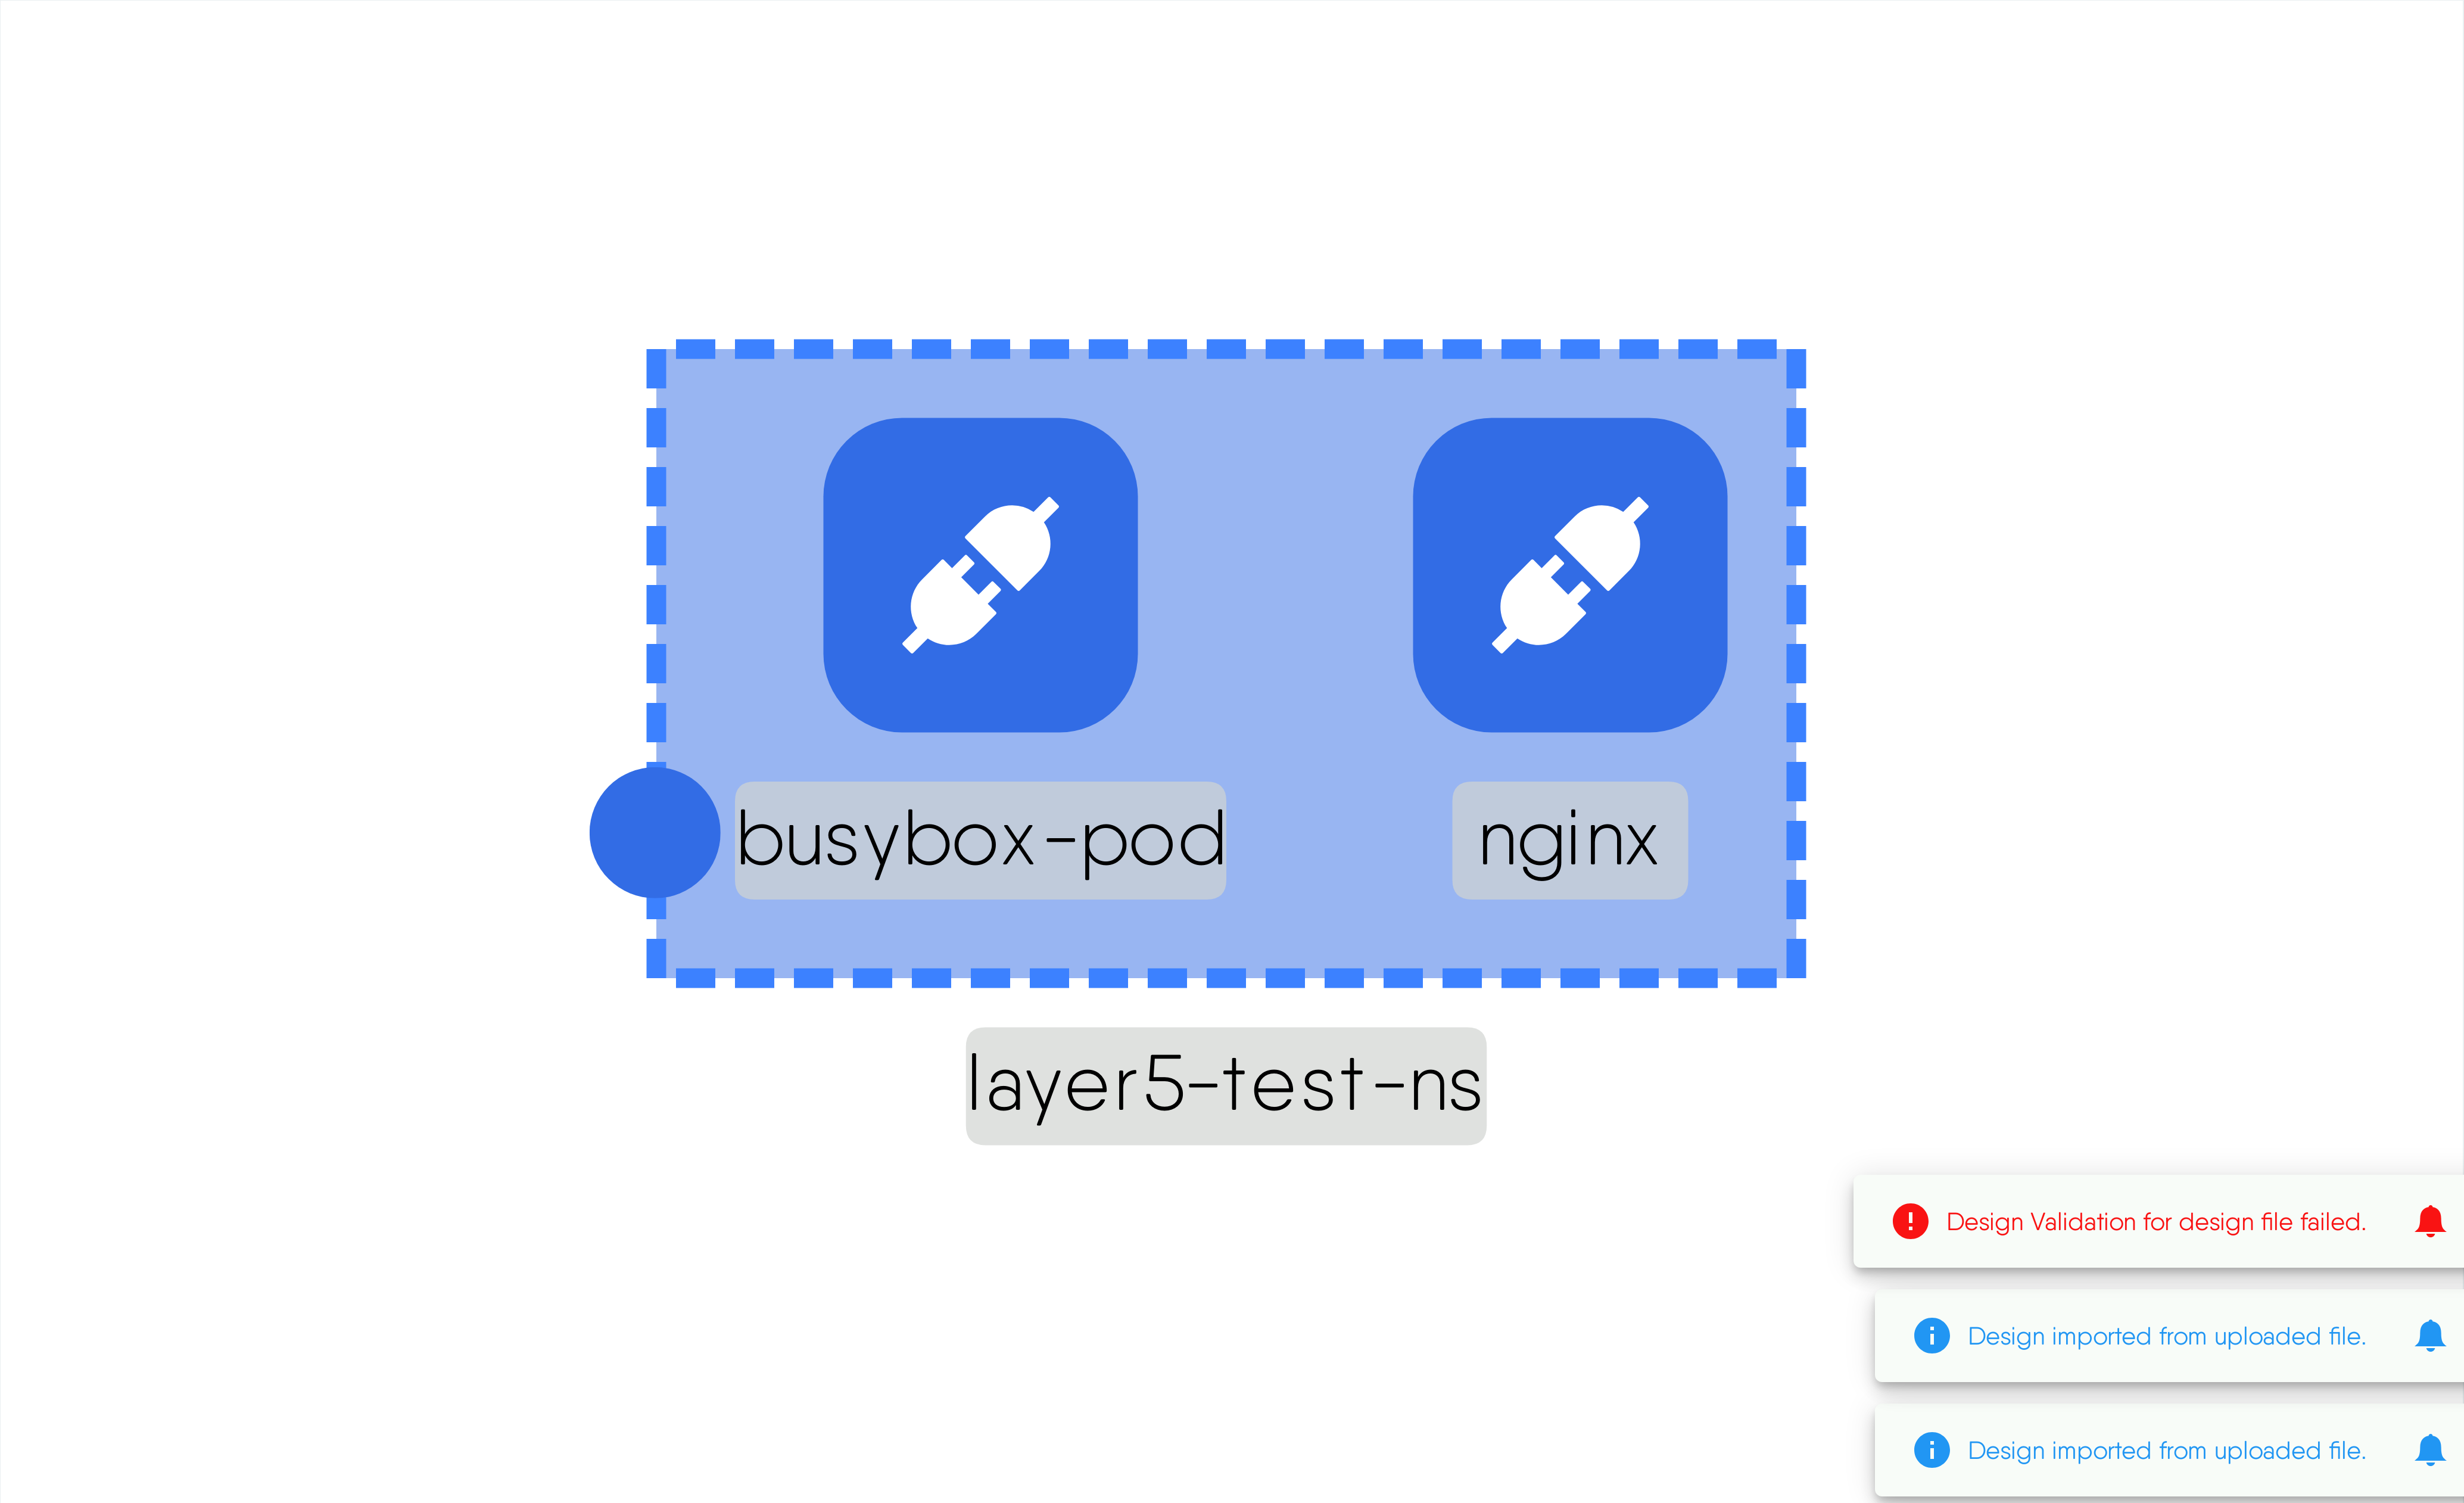 busybox-pod
nginx
layer5-test-ns
Design Validation for design file failed.
Design imported from uploaded file.
Design imported from uploaded file.